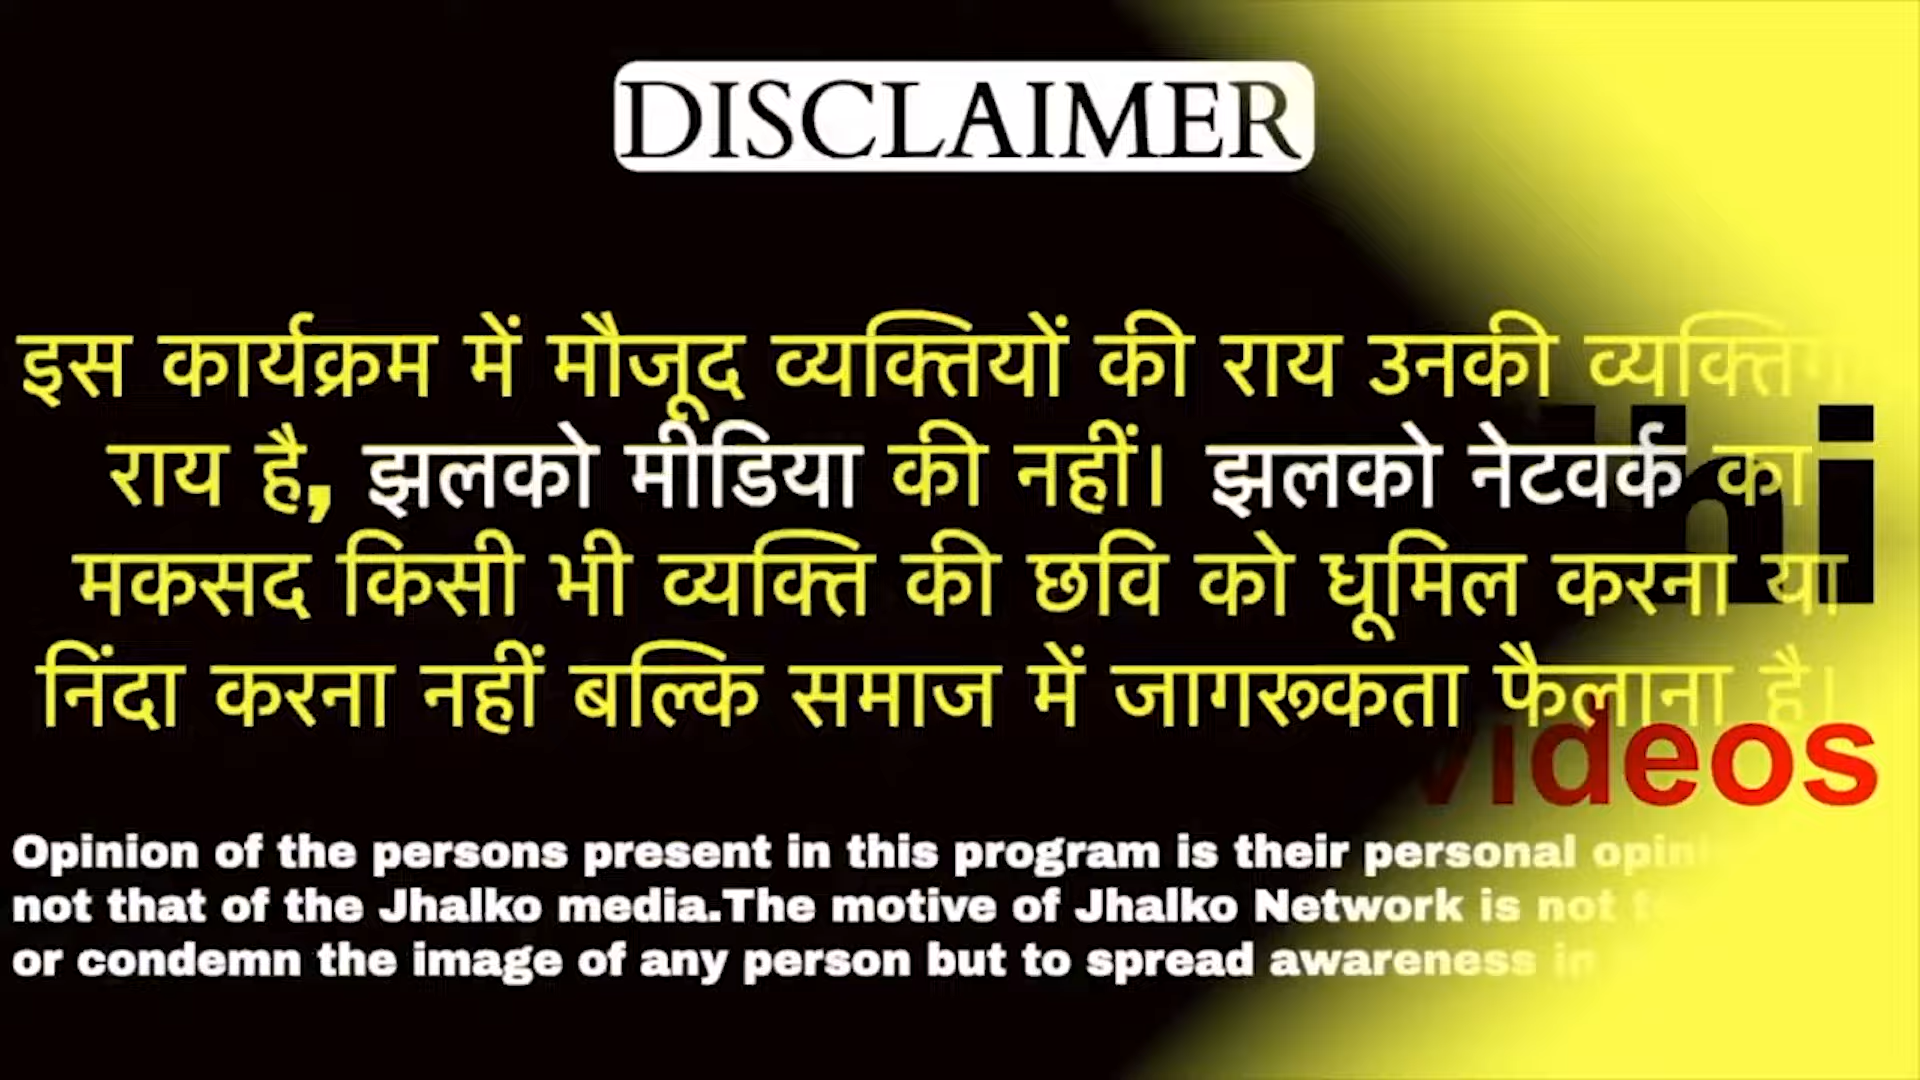 DISCLAIMER
इस कार्यक्रम में मौजूद व्यक्तियों की राय उनकी
राय है, झलको मीडिया की नहीं। झलको नेटवर्क का
मकसद किसी भी व्यक्ति की छवि को धूमिल करना या
निंदा करना नहीं बल्कि समाज में जागरूकता फैलाना है।
videos
Opinion of the persons present in this program is their personal
not that of the Jhalko media.The motive of Jhalko Network is not
or condemn the image of any person but to spread awareness in